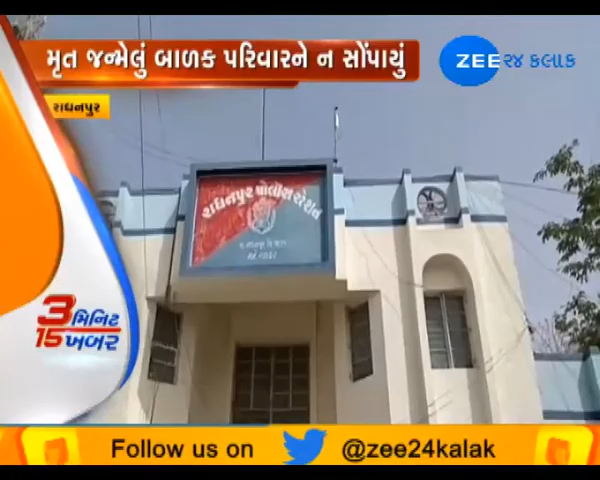 મૃત જન્મેલું બાળક પરિવારને ન સોંપાયું
ZEE ૨૪ કલાક
રાધનપુર
રાધનપુર પોલીસ સ્ટેશન
3 મિનિટ
15 ખબર
Follow us on @zee24kalak